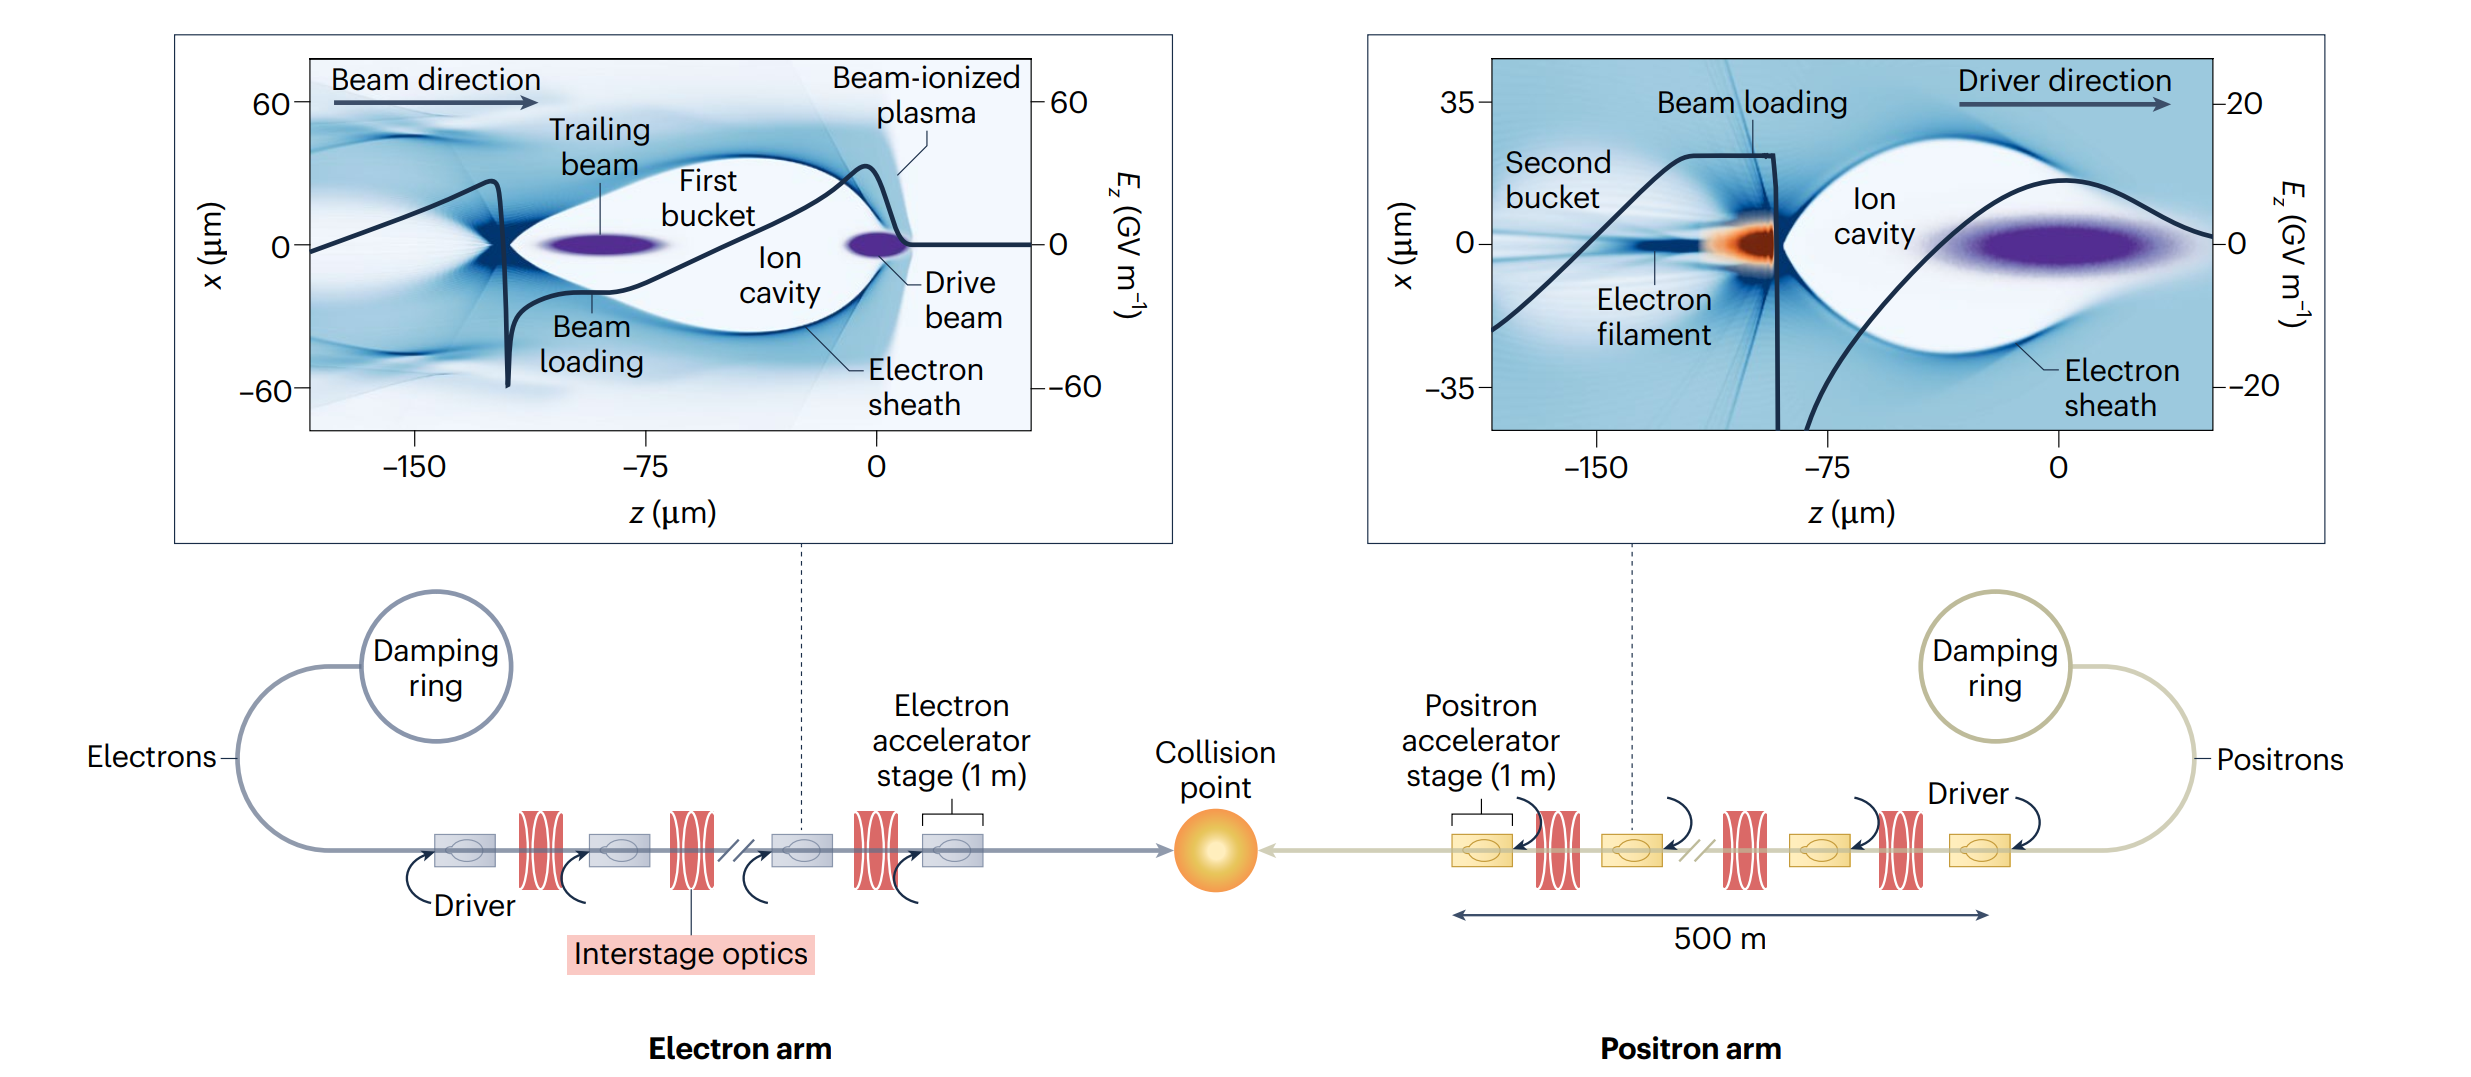 Beam direction
Beam-ionized
plasma
Trailing
beam
First
bucket
Ion
cavity
Drive
beam
Beam
loading
Electron
sheath
60
0
–60
x (μm)
60
0
–60
E_z (GV m⁻¹)
–150
–75
0
z (μm)
Driver direction
Beam loading
Second
bucket
Ion
cavity
Electron
filament
Electron
sheath
35
0
–35
x (μm)
20
0
–20
E_z (GV m⁻¹)
–150
–75
0
z (μm)
Damping
ring
Electrons
Driver
Interstage optics
Electron
accelerator
stage (1 m)
Collision
point
Positron
accelerator
stage (1 m)
Damping
ring
Driver
Positrons
500 m
Electron arm
Positron arm